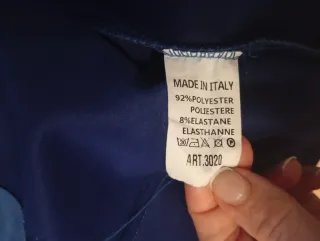 MADE IN ITALY
92%POLYESTER
POLIESTERE
8%ELASTANE
ELASTHANNE
ART.3020